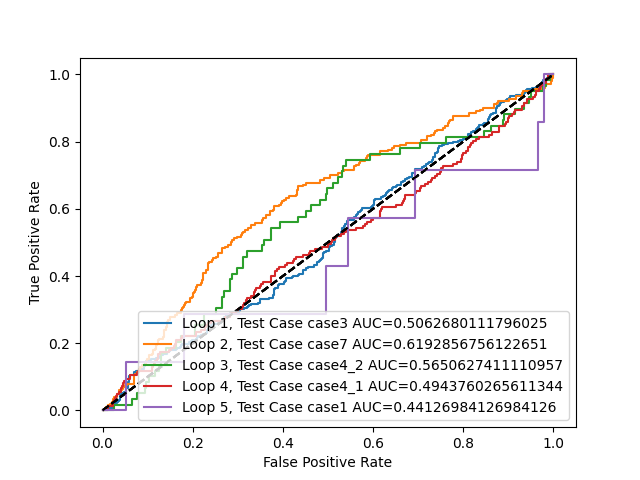 1.0
0.8
0.6
0.4
0.2
0.0
True Positive Rate
Loop 1, Test Case case3 AUC=0.5062680111796025
Loop 2, Test Case case7 AUC=0.6192856756122651
Loop 3, Test Case case4_2 AUC=0.5650627411110957
Loop 4, Test Case case4_1 AUC=0.4943760265611344
Loop 5, Test Case case1 AUC=0.44126984126984126
0.0 0.2 0.4 0.6 0.8 1.0
False Positive Rate